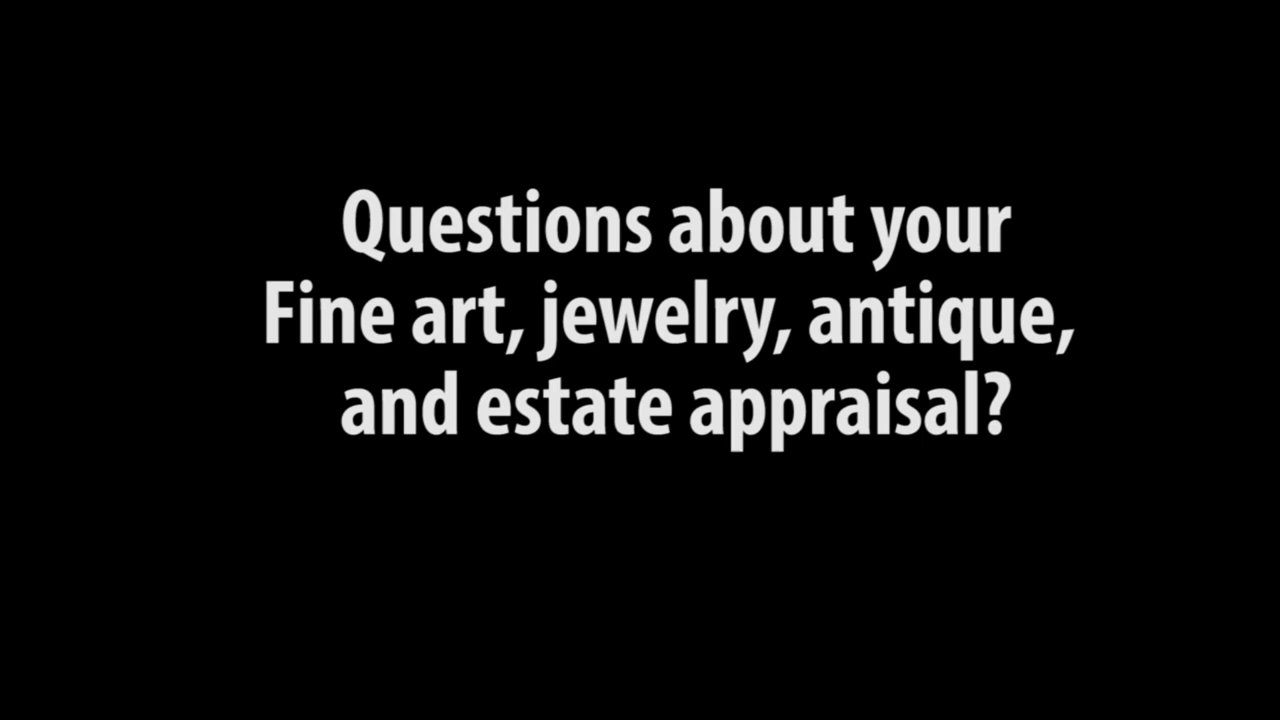 Questions about your
Fine art, jewelry, antique,
and estate appraisal?